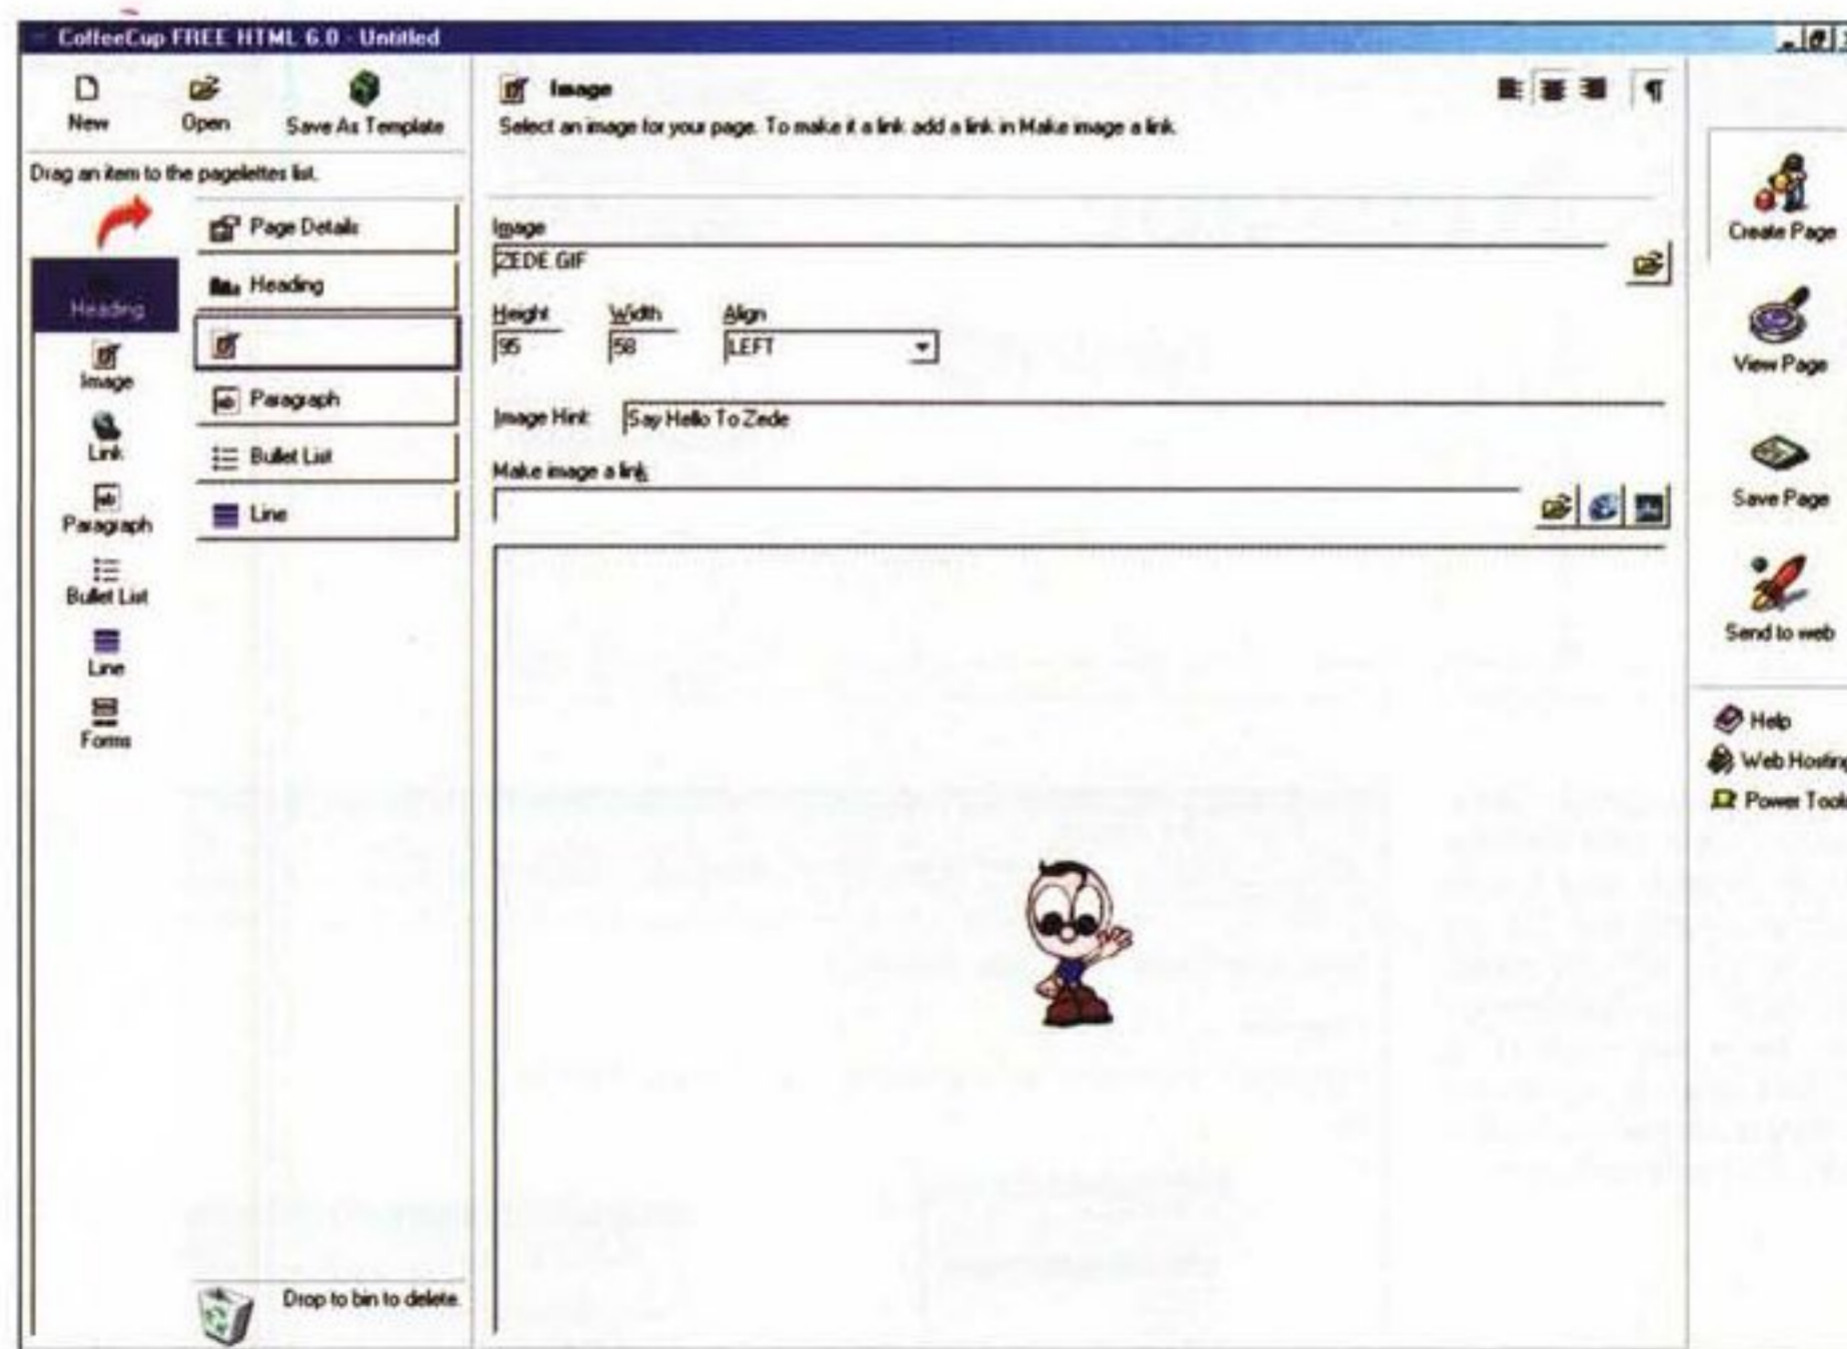 CoffeeCup FREE HTML 6.0 - Untitled
New
Open
Save As Template
Drag an item to the pagelettes list.
Heading
Image
Link
Paragraph
Bullet List
Line
Forms
Page Details
Heading
Paragraph
Bullet List
Line
Drop to bin to delete.
Image
Select an image for your page. To make it a link add a link in Make image a link.
Image
ZEDE.GIF
Height
Width
Align
95
58
LEFT
Image Hint:
Say Hello To Zede
Make image a link:
Create Page
View Page
Save Page
Send to web
Help
Web Hosting
Power Tools